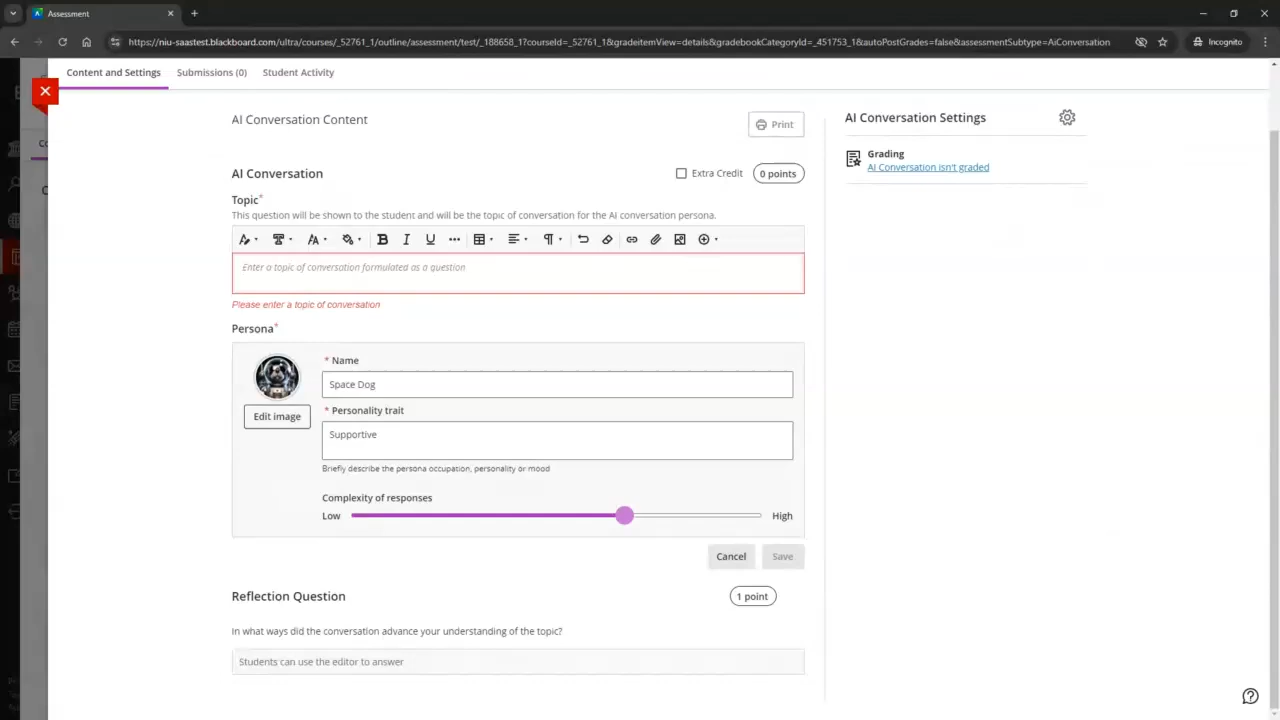 Assessment
https://niu-saastest.blackboard.com/ultra/courses/_52761_1/outline/assessment/test/_188658_1?courseId=_52761_1&gradeitemView=details&gradebookCategoryId=_451753_1&autoPostGrades=false&assessmentSubtype=AiConversation
Incognito
Content and Settings Submissions (0) Student Activity
AI Conversation Content
Print
AI Conversation Settings
Grading
AI Conversation isn't graded
AI Conversation
Extra Credit
0 points
Topic*
This question will be shown to the student and will be the topic of conversation for the AI conversation persona.
Enter a topic of conversation formulated as a question
Please enter a topic of conversation
Persona*
Edit image
* Name
Space Dog
* Personality trait
Supportive
Briefly describe the persona occupation, personality or mood
Complexity of responses
Low
High
Cancel
Save
Reflection Question
1 point
In what ways did the conversation advance your understanding of the topic?
Students can use the editor to answer